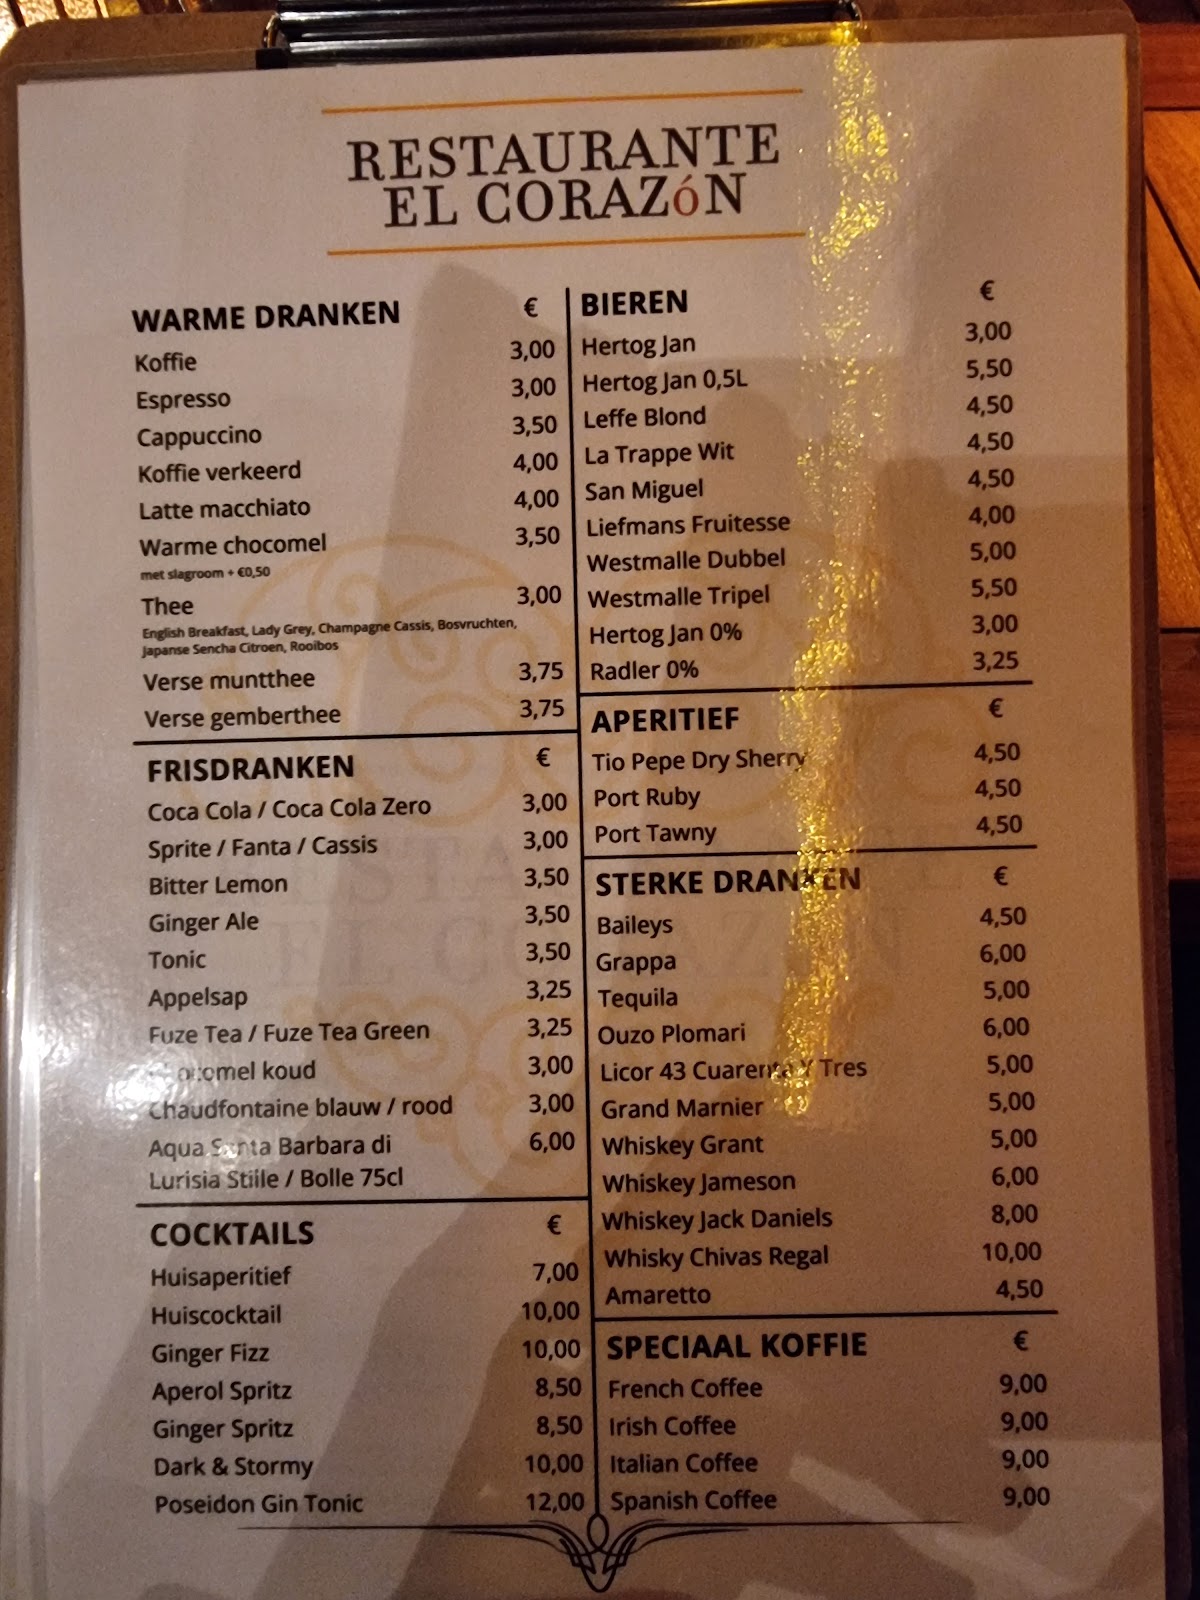 RESTAURANTE
EL CORAZóN
WARME DRANKEN €
Koffie 3,00
Espresso 3,00
Cappuccino 3,50
Koffie verkeerd 4,00
Latte macchiato 4,00
Warme chocomel 3,50
met slagroom + €0,50
Thee 3,00
English Breakfast, Lady Grey, Champagne Cassis, Bosvruchten,
Japanse Sencha Citroen, Rooibos
Verse muntthee 3,75
Verse gemberthee 3,75
FRISDRANKEN €
Coca Cola / Coca Cola Zero 3,00
Sprite / Fanta / Cassis 3,00
Bitter Lemon 3,50
Ginger Ale 3,50
Tonic 3,50
Appelsap 3,25
Fuze Tea / Fuze Tea Green 3,25
Chocomel koud 3,00
Chaudfontaine blauw / rood 3,00
Aqua Santa Barbara di 6,00
Lurisia Stille / Bolle 75cl
COCKTAILS €
Huisaperitief 7,00
Huiscocktail 10,00
Ginger Fizz 10,00
Aperol Spritz 8,50
Ginger Spritz 8,50
Dark & Stormy 10,00
Poseidon Gin Tonic 12,00
BIEREN €
Hertog Jan 3,00
Hertog Jan 0,5L 5,50
Leffe Blond 4,50
La Trappe Wit 4,50
San Miguel 4,50
Liefmans Fruitesse 4,00
Westmalle Dubbel 5,00
Westmalle Tripel 5,50
Hertog Jan 0% 3,00
Radler 0% 3,25
APERITIEF €
Tio Pepe Dry Sherry 4,50
Port Ruby 4,50
Port Tawny 4,50
STERKE DRANKEN €
Baileys 4,50
Grappa 6,00
Tequila 5,00
Ouzo Plomari 6,00
Licor 43 Cuarenta Y Tres 5,00
Grand Marnier 5,00
Whiskey Grant 5,00
Whiskey Jameson 6,00
Whiskey Jack Daniels 8,00
Whisky Chivas Regal 10,00
Amaretto 4,50
SPECIAAL KOFFIE €
French Coffee 9,00
Irish Coffee 9,00
Italian Coffee 9,00
Spanish Coffee 9,00